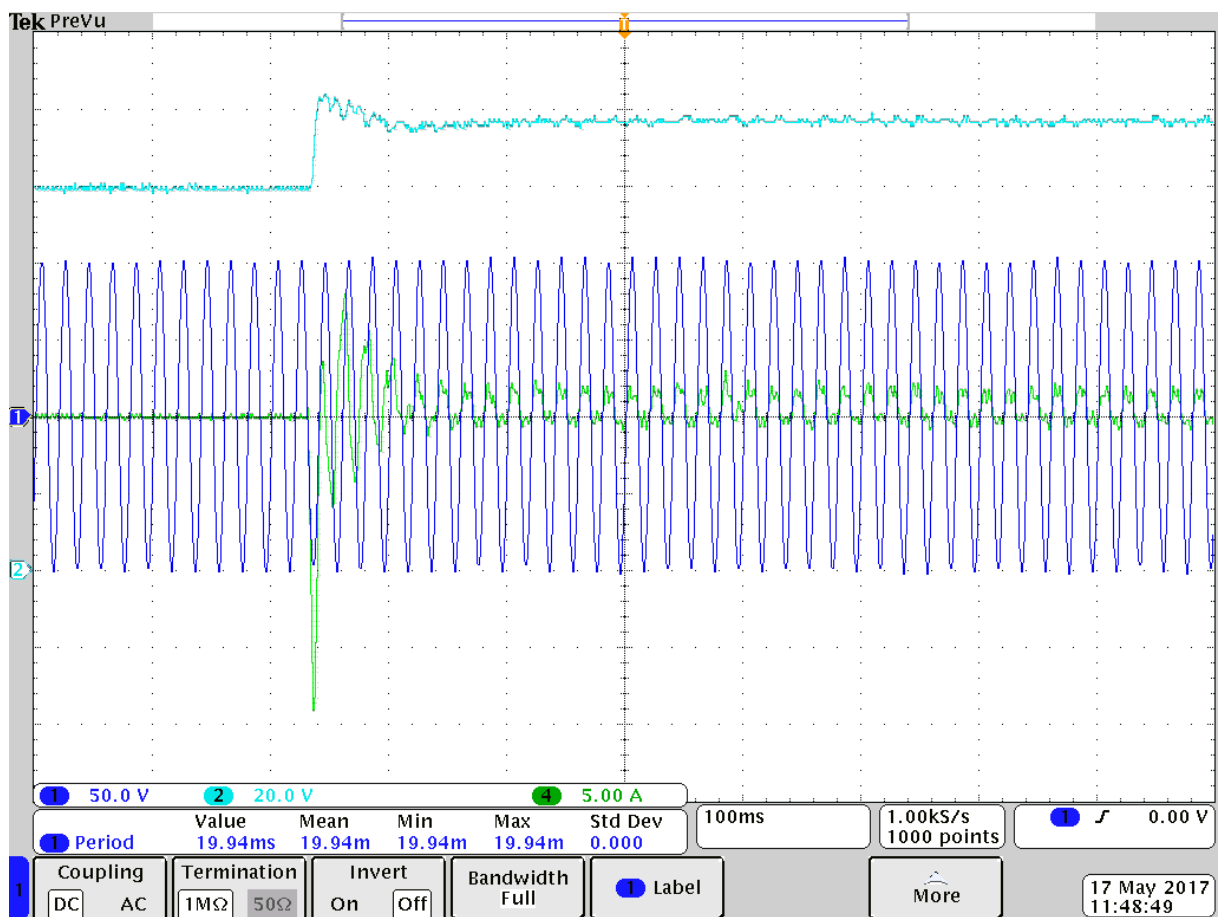 Tek PreVu
T
1
2
1 50.0 V 2 20.0 V 4 5.00 A
Value Mean Min Max Std Dev
1 Period 19.94ms 19.94m 19.94m 19.94m 0.000
100ms
1.00kS/s
1000 points
1 0.00 V
1
Coupling
DC AC
Termination
1MΩ 50Ω
Invert
On Off
Bandwidth
Full
1 Label
More
17 May 2017
11:48:49